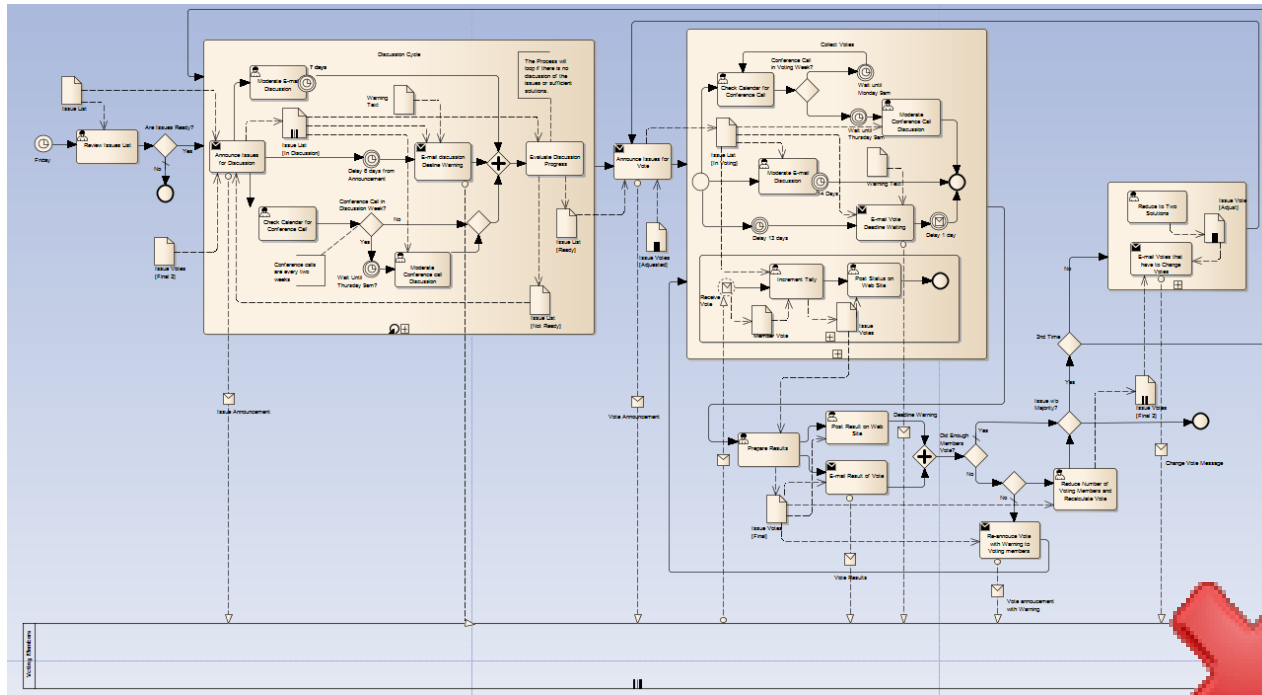 Discussion Cycle
7 days
Moderate E-mail
Discussion
The Process will
loop if there is no
discussion of the
issues or sufficient
solutions.
Issue List
Warning
Text
Are Issues Ready?
Issue List
[In Discussion]
Friday
Review Issues List
Yes
No
Announce Issues
for Discussion
Delay 6 days from
Announcement
E-mail discussion
Deadline Warning
Evaluate Discussion
Progress
Conference Call in
Discussion Week?
Check Calendar for
Conference Call
No
Yes
Issue List
[Ready]
Issue Votes
[Final 2]
Conference calls
are every two
weeks
Wait Until
Thursday 9am?
Moderate
Conference call
Discussion
Issue List
[Not Ready]
Announce Issues for
Vote
Issue Votes
[Adjusted]
Collect Votes
Conference Call
in Voting Week?
Check Calendar for
Conference Call
Wait until
Monday 9am
Wait until
Thursday 9am
Moderate
Conference Call
Discussion
Issue List
[In Voting]
Moderate E-mail
Discussion
14 Days
Warning Text
E-mail Vote
Deadline Waiting
Delay 13 days
Delay 1 day
Receive
Vote
Increment Tally
Post Status on
Web Site
Member Vote
Issue
Votes
Reduce to Two
Solutions
Issue Vote
[Adjust]
E-mail Votes that
have to Change
Votes
No
2nd Time
Yes
Issue w/o
Majority?
Issue Votes
[Final 2]
Issue Announcement
Vote Announcement
Deadline Warning
Prepare Results
Post Result on Web
Site
E-mail Result of Vote
Did Enough
Members
Vote?
Yes
No
No
Reduce Number of
Voting Members and
Recalculate Vote
Change Vote Message
Issue Votes
[Final]
Re-annouce Vote
with Warning to
Voting members
Vote Results
Vote annoucement
with Warning
Voting Members